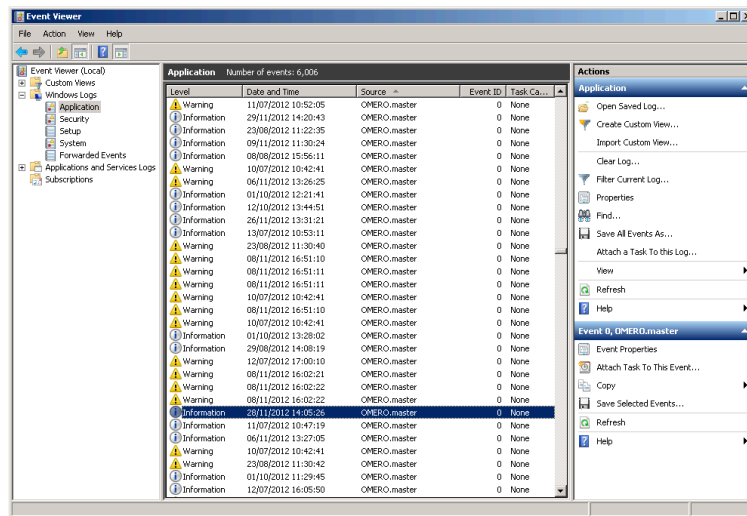 Event Viewer
File Action View Help
Event Viewer (Local)
Custom Views
Windows Logs
Application
Security
Setup
System
Forwarded Events
Applications and Services Logs
Subscriptions
Application Number of events: 6,006
Level Date and Time Source Event ID Task Ca...
Warning 11/07/2012 10:52:05 OMERO.master 0 None
Information 29/11/2012 14:20:43 OMERO.master 0 None
Information 23/08/2012 11:22:35 OMERO.master 0 None
Information 09/11/2012 11:30:24 OMERO.master 0 None
Information 08/08/2012 15:56:11 OMERO.master 0 None
Warning 10/07/2012 10:42:41 OMERO.master 0 None
Warning 06/11/2012 13:26:25 OMERO.master 0 None
Information 01/10/2012 12:21:41 OMERO.master 0 None
Information 12/10/2012 13:44:51 OMERO.master 0 None
Information 26/11/2012 13:31:21 OMERO.master 0 None
Information 13/07/2012 10:53:11 OMERO.master 0 None
Warning 23/08/2012 11:30:40 OMERO.master 0 None
Warning 08/11/2012 16:51:10 OMERO.master 0 None
Warning 08/11/2012 16:51:11 OMERO.master 0 None
Warning 08/11/2012 16:51:11 OMERO.master 0 None
Warning 10/07/2012 10:42:41 OMERO.master 0 None
Warning 08/11/2012 16:51:10 OMERO.master 0 None
Warning 10/07/2012 10:42:41 OMERO.master 0 None
Information 01/10/2012 13:28:02 OMERO.master 0 None
Information 29/08/2012 14:08:19 OMERO.master 0 None
Warning 12/07/2012 17:00:10 OMERO.master 0 None
Warning 08/11/2012 16:02:21 OMERO.master 0 None
Warning 08/11/2012 16:02:22 OMERO.master 0 None
Warning 08/11/2012 16:02:22 OMERO.master 0 None
Information 28/11/2012 14:05:26 OMERO.master 0 None
Information 11/07/2012 10:47:19 OMERO.master 0 None
Information 06/11/2012 13:27:05 OMERO.master 0 None
Warning 10/07/2012 10:42:41 OMERO.master 0 None
Warning 23/08/2012 11:30:42 OMERO.master 0 None
Information 01/10/2012 11:29:45 OMERO.master 0 None
Information 12/07/2012 16:05:50 OMERO.master 0 None
Actions
Application
Open Saved Log...
Create Custom View...
Import Custom View...
Clear Log...
Filter Current Log...
Properties
Find...
Save All Events As...
Attach a Task To this Log...
View
Refresh
Help
Event 0, OMERO.master
Event Properties
Attach Task To This Event...
Copy
Save Selected Events...
Refresh
Help